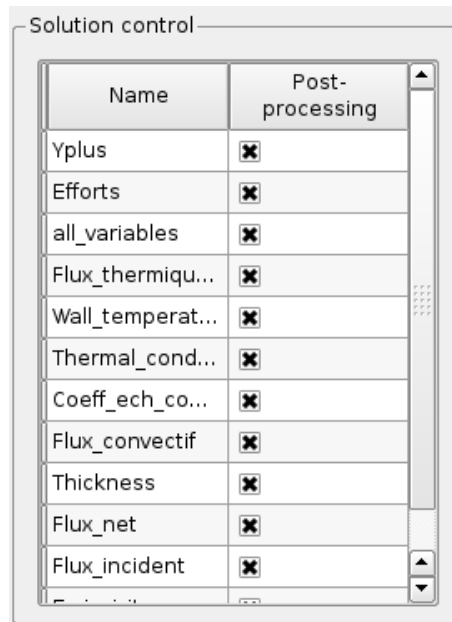 Solution control
Name
Post-
processing
Yplus
Efforts
all_variables
Flux_thermiqu...
Wall_temperat...
Thermal_cond...
Coeff_ech_co...
Flux_convectif
Thickness
Flux_net
Flux_incident